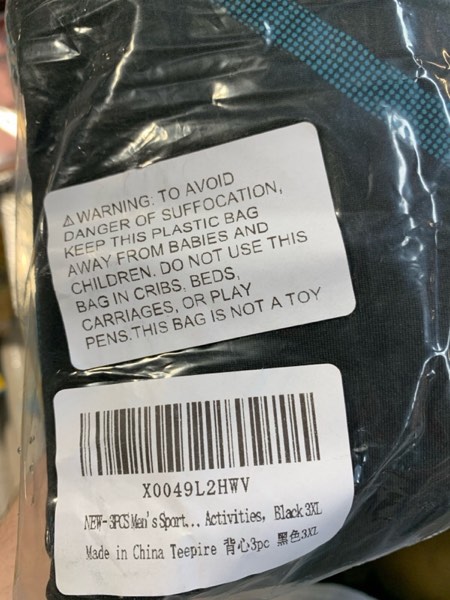 ⚠ WARNING: TO AVOID
DANGER OF SUFFOCATION,
KEEP THIS PLASTIC BAG
AWAY FROM BABIES AND
CHILDREN. DO NOT USE THIS
BAG IN CRIBS, BEDS,
CARRIAGES, OR PLAY
PENS.THIS BAG IS NOT A TOY
X0049L2HWV
NEW-3PCS Men's Sport... Activities, Black 3XL
Made in China Teepire 背心3pc 黑色3XL